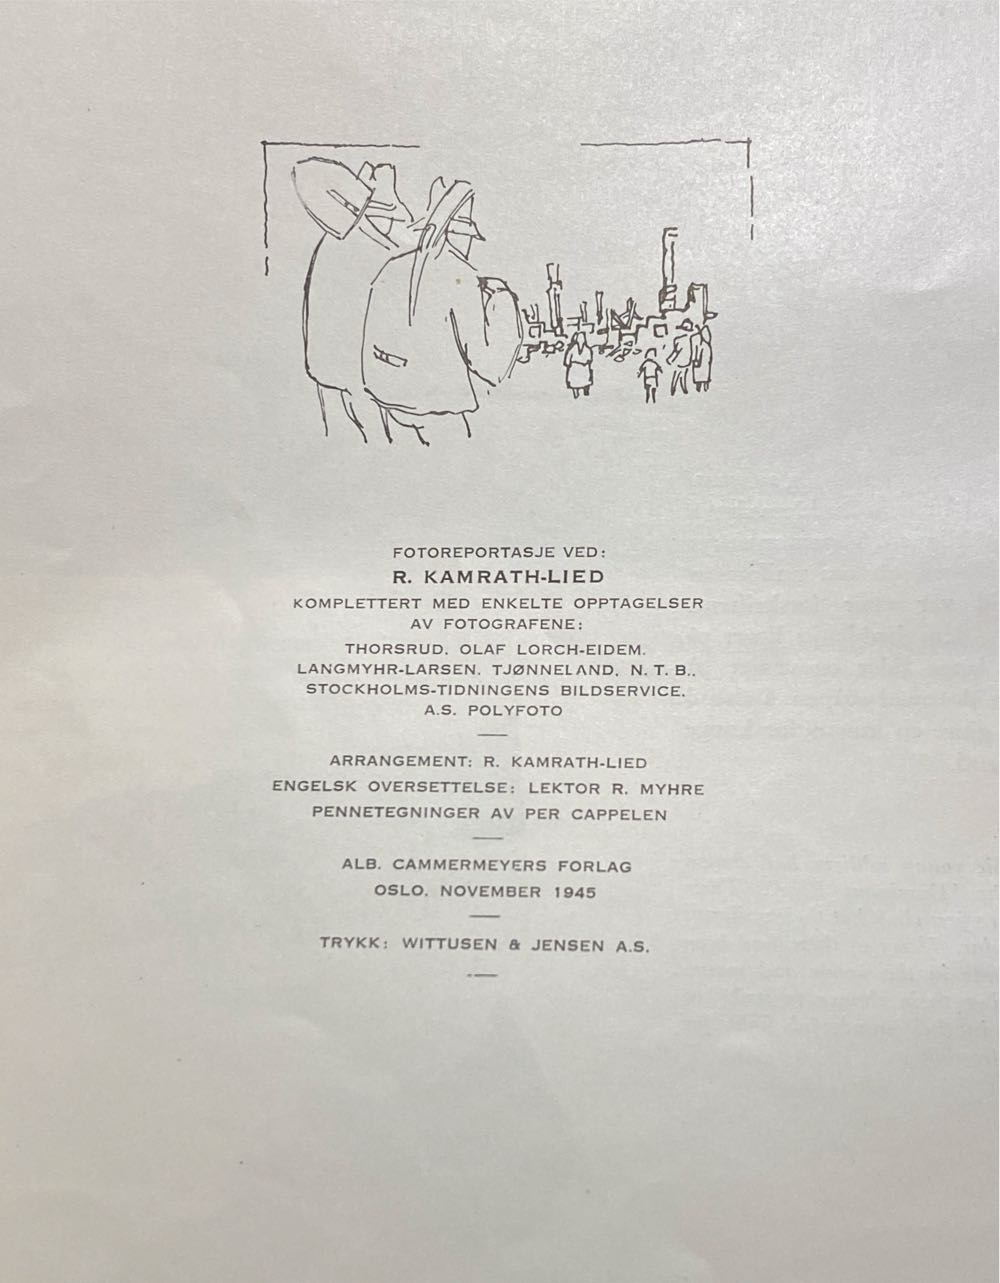 FOTOREPORTASJE VED:
R. KAMRATH-LIED
KOMPLETTERT MED ENKELTE OPPTAGELSER
AV FOTOGRAFENE:
THORSRUD. OLAF LORCH-EIDEM.
LANGMYHR-LARSEN. TJØNNELAND. N. T. B..
STOCKHOLMS-TIDNINGENS BILDSERVICE.
A.S. POLYFOTO
ARRANGEMENT: R. KAMRATH-LIED
ENGELSK OVERSETTELSE: LEKTOR R. MYHRE
PENNETEGNINGER AV PER CAPPELEN
ALB. CAMMERMEYERS FORLAG
OSLO. NOVEMBER 1945
TRYKK: WITTUSEN & JENSEN A.S.